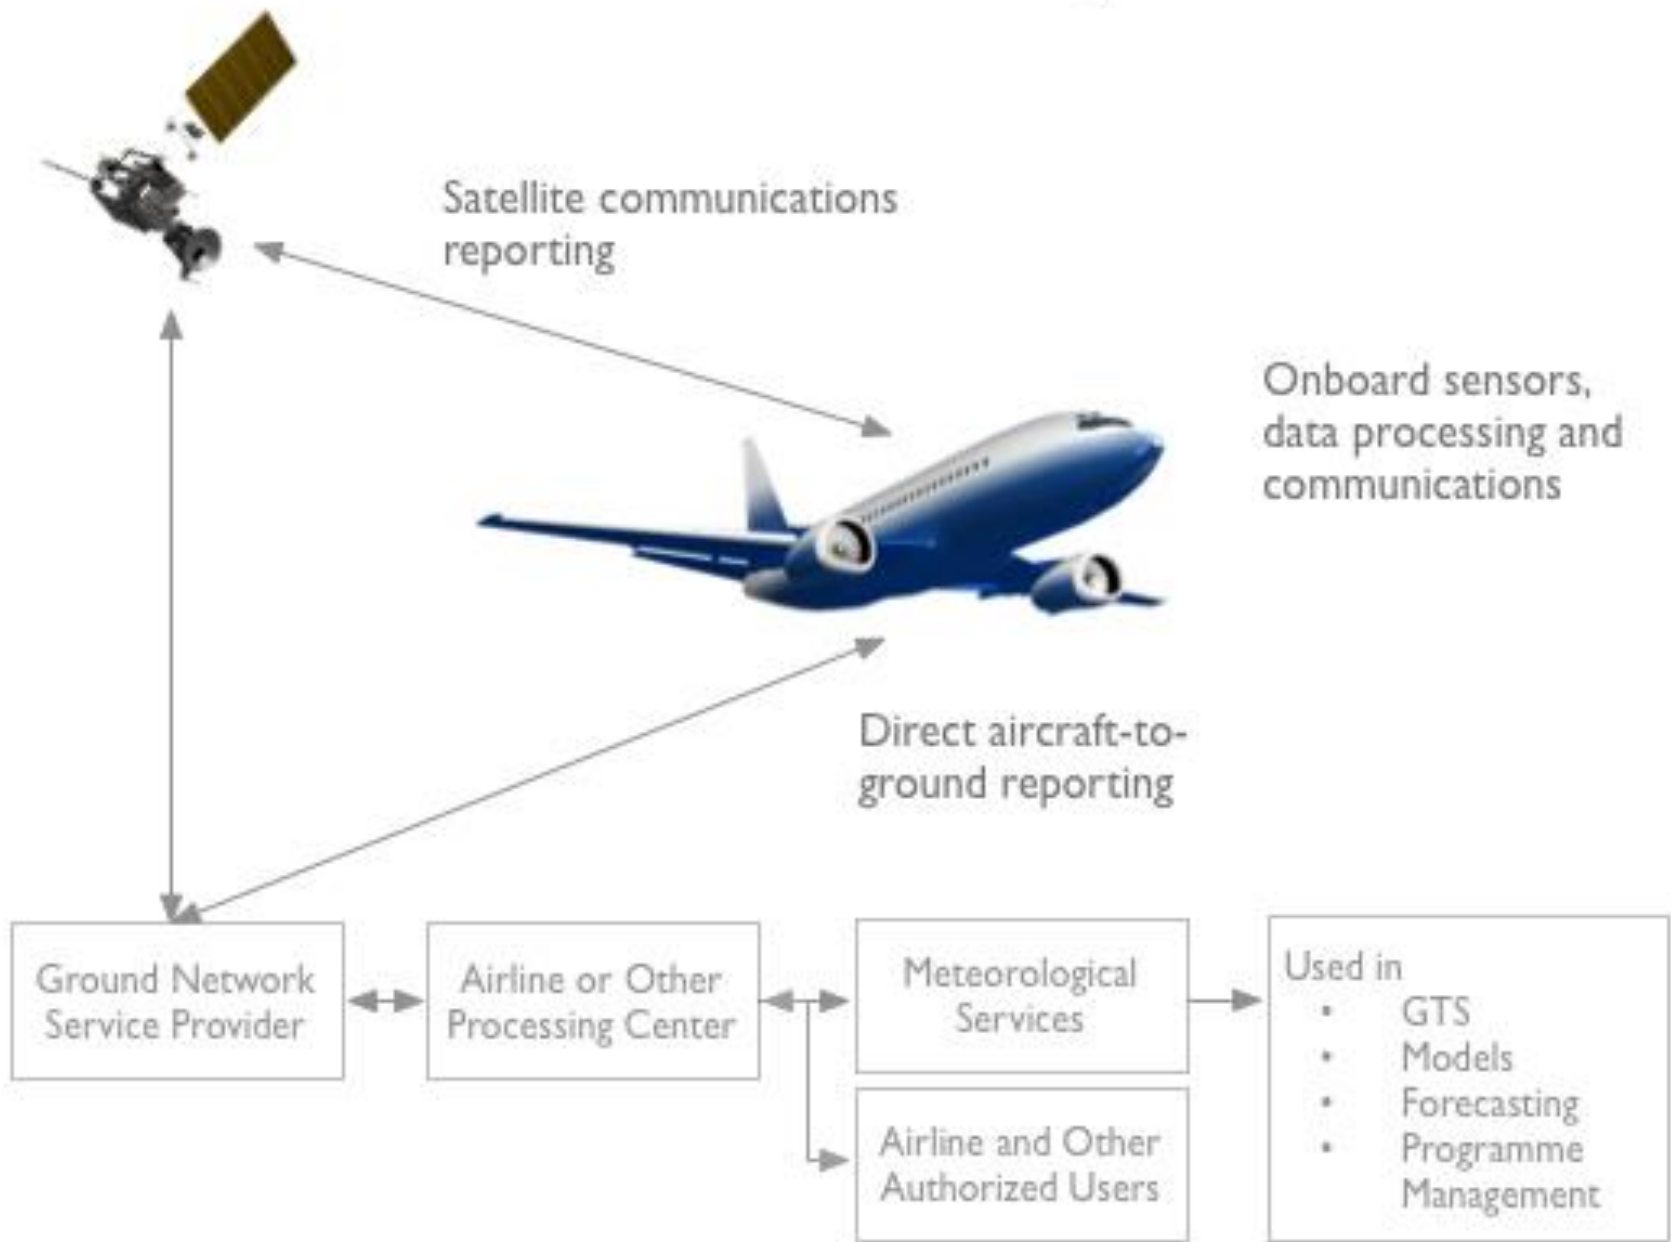 Satellite communications
reporting
Onboard sensors,
data processing and
communications
Direct aircraft-to-
ground reporting
Ground Network
Service Provider
Airline or Other
Processing Center
Meteorological
Services
Airline and Other
Authorized Users
Used in
• GTS
• Models
• Forecasting
• Programme
Management